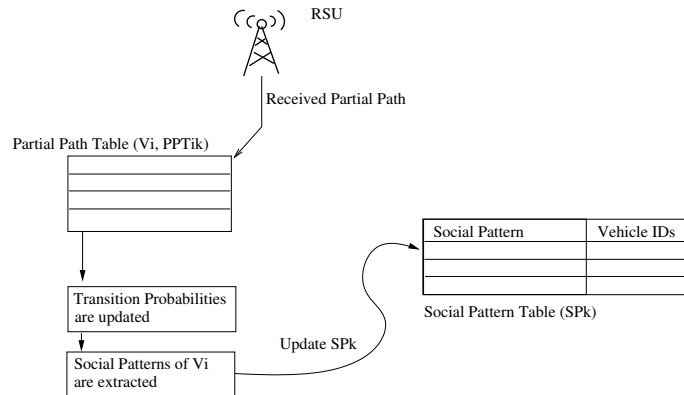 RSU
Received Partial Path
Partial Path Table (Vi, PPTik)
Social Pattern
Vehicle IDs
Transition Probabilities
are updated
Social Pattern Table (SPk)
Update SPk
Social Patterns of Vi
are extracted